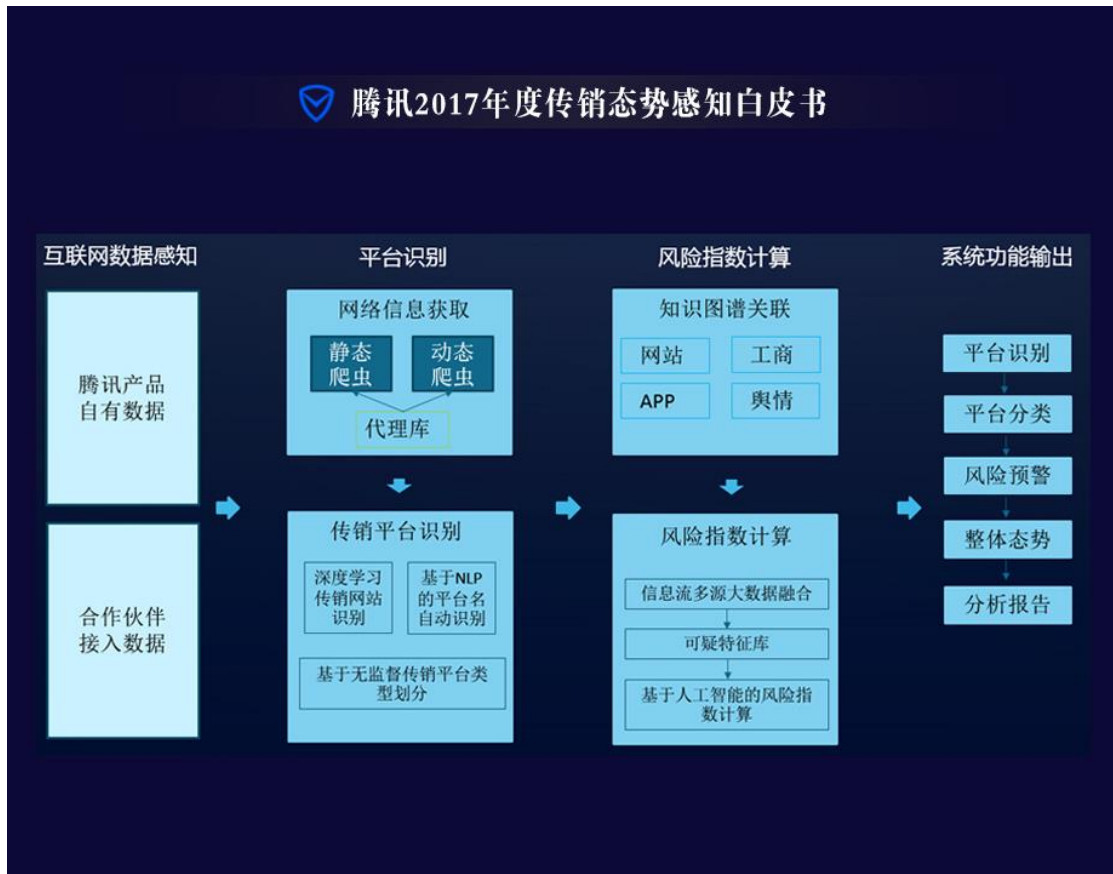 腾讯2017年度传销态势感知白皮书
互联网数据感知
腾讯产品
自有数据
合作伙伴
接入数据
平台识别
网络信息获取
静态
爬虫
动态
爬虫
代理库
传销平台识别
深度学习
传销网站
识别
基于NLP
的平台名
自动识别
基于无监督传销平台类
型划分
风险指数计算
知识图谱关联
网站
工商
APP
舆情
风险指数计算
信息流多源大数据融合
可疑特征库
基于人工智能的风险指
数计算
系统功能输出
平台识别
平台分类
风险预警
整体态势
分析报告